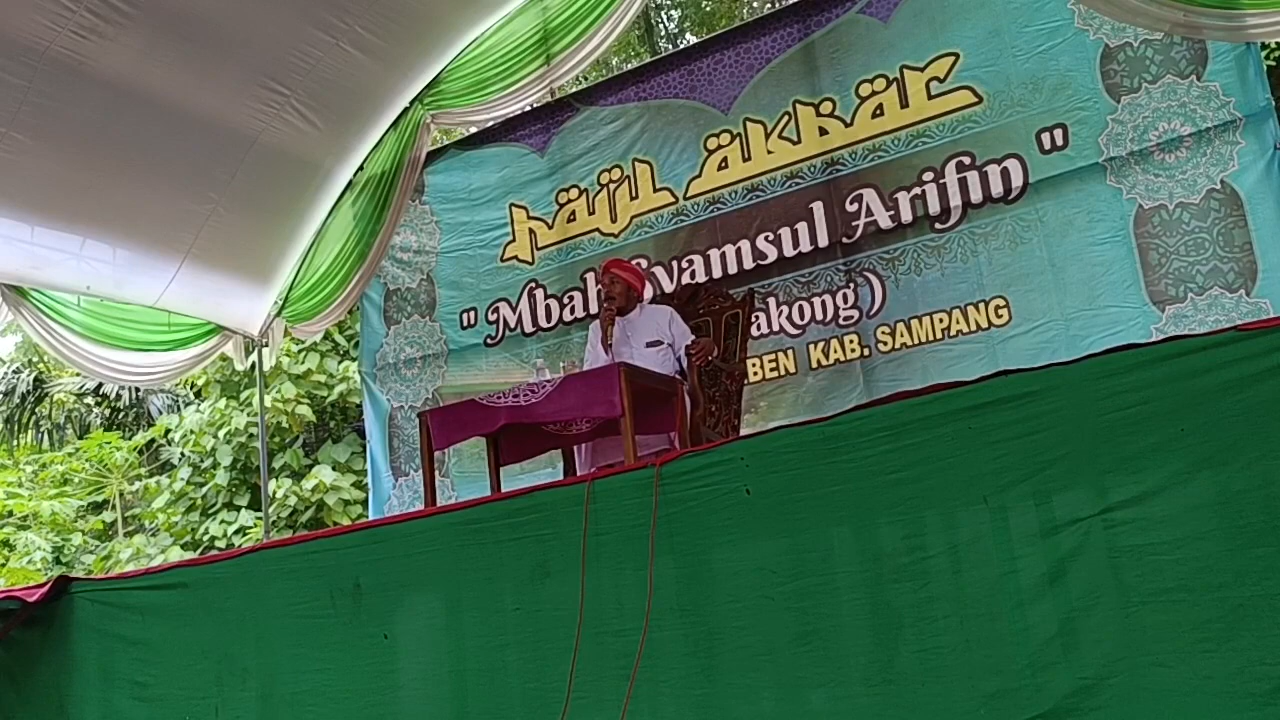 haul akbar
" Mbah Syamsul Arifin "
akong )
BEN KAB. SAMPANG